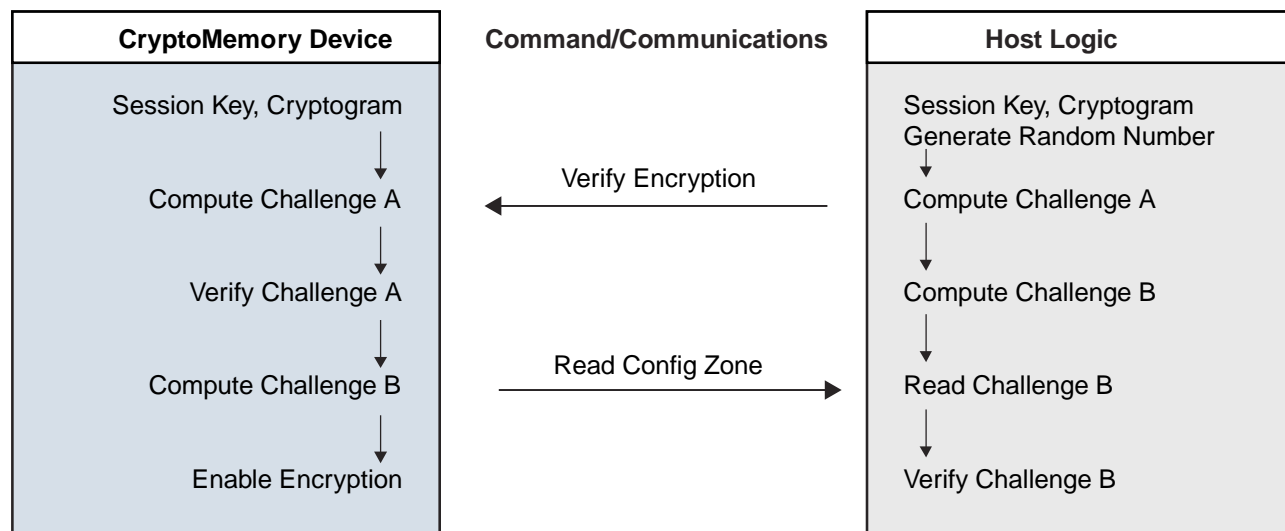 CryptoMemory Device
Command/Communications
Host Logic
Session Key, Cryptogram
Compute Challenge A
Verify Challenge A
Compute Challenge B
Enable Encryption
Verify Encryption
Read Config Zone
Session Key, Cryptogram
Generate Random Number
Compute Challenge A
Compute Challenge B
Read Challenge B
Verify Challenge B